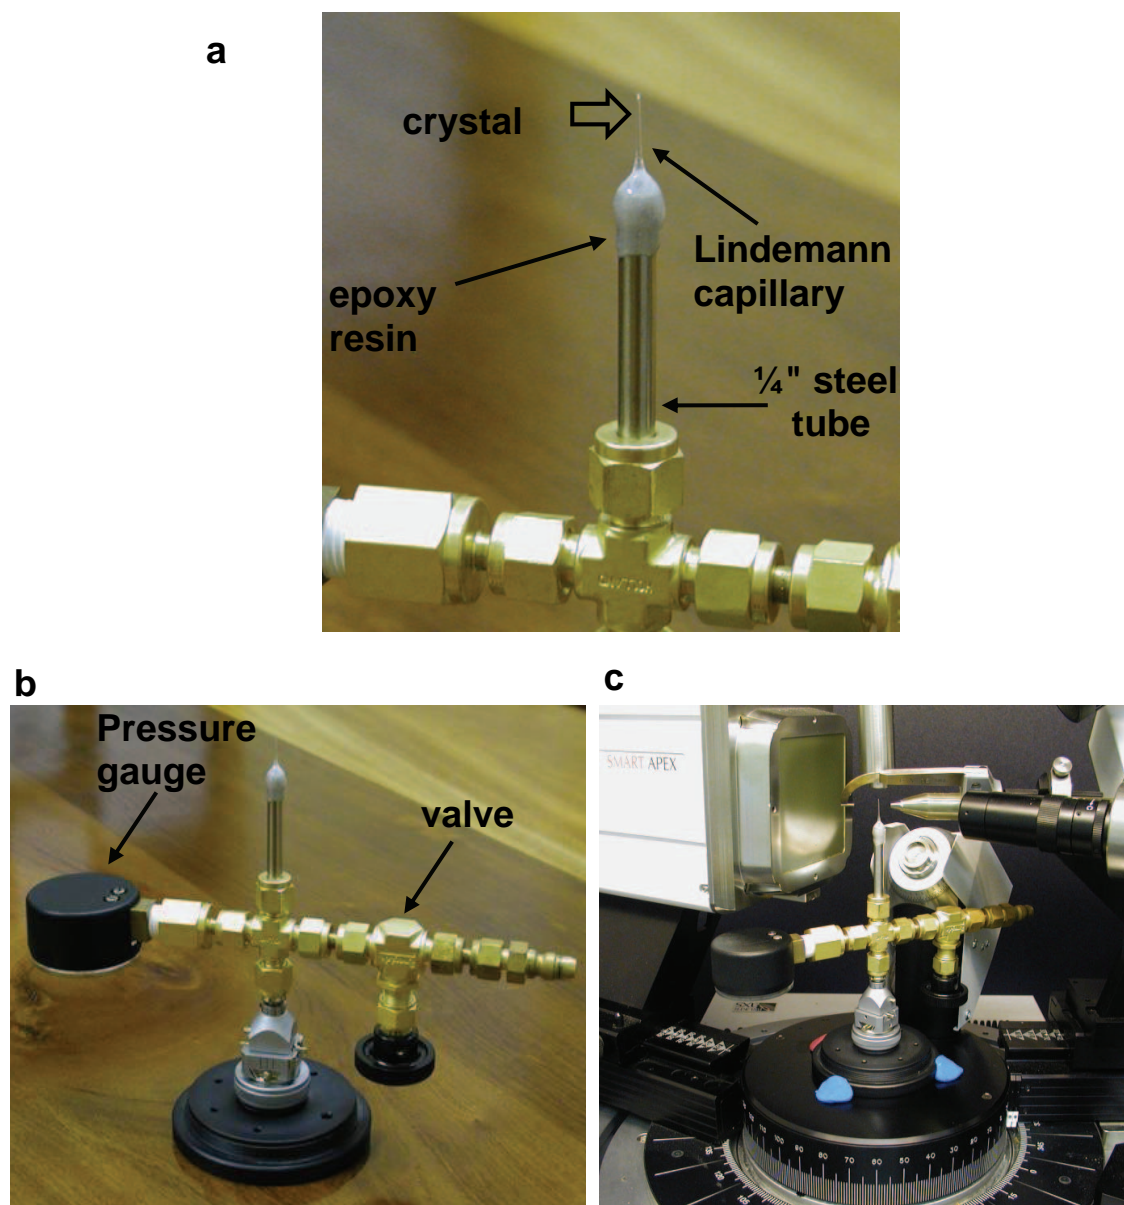 a
crystal
Lindemann
capillary
epoxy
resin
¼" steel
tube
b
Pressure
gauge
valve
c
SMART APEX